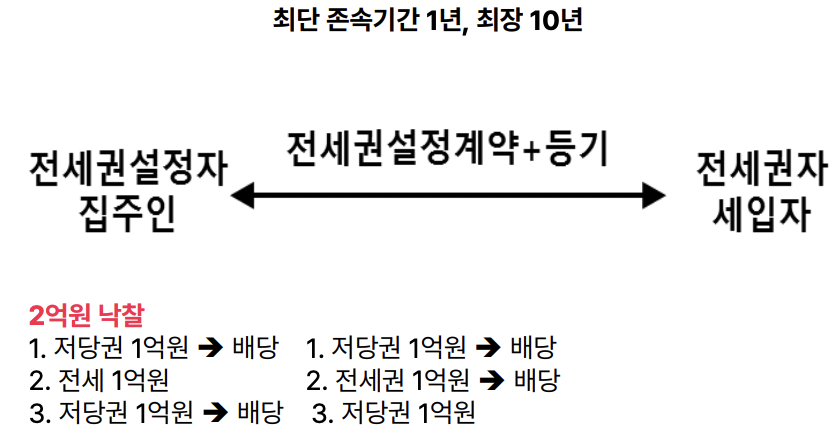 최단 존속기간 1년, 최장 10년
전세권설정계약+등기
전세권설정자
집주인
전세권자
세입자
2억원 낙찰
1. 저당권 1억원 ➔ 배당
2. 전세 1억원
3. 저당권 1억원 ➔ 배당
1. 저당권 1억원 ➔ 배당
2. 전세권 1억원 ➔ 배당
3. 저당권 1억원